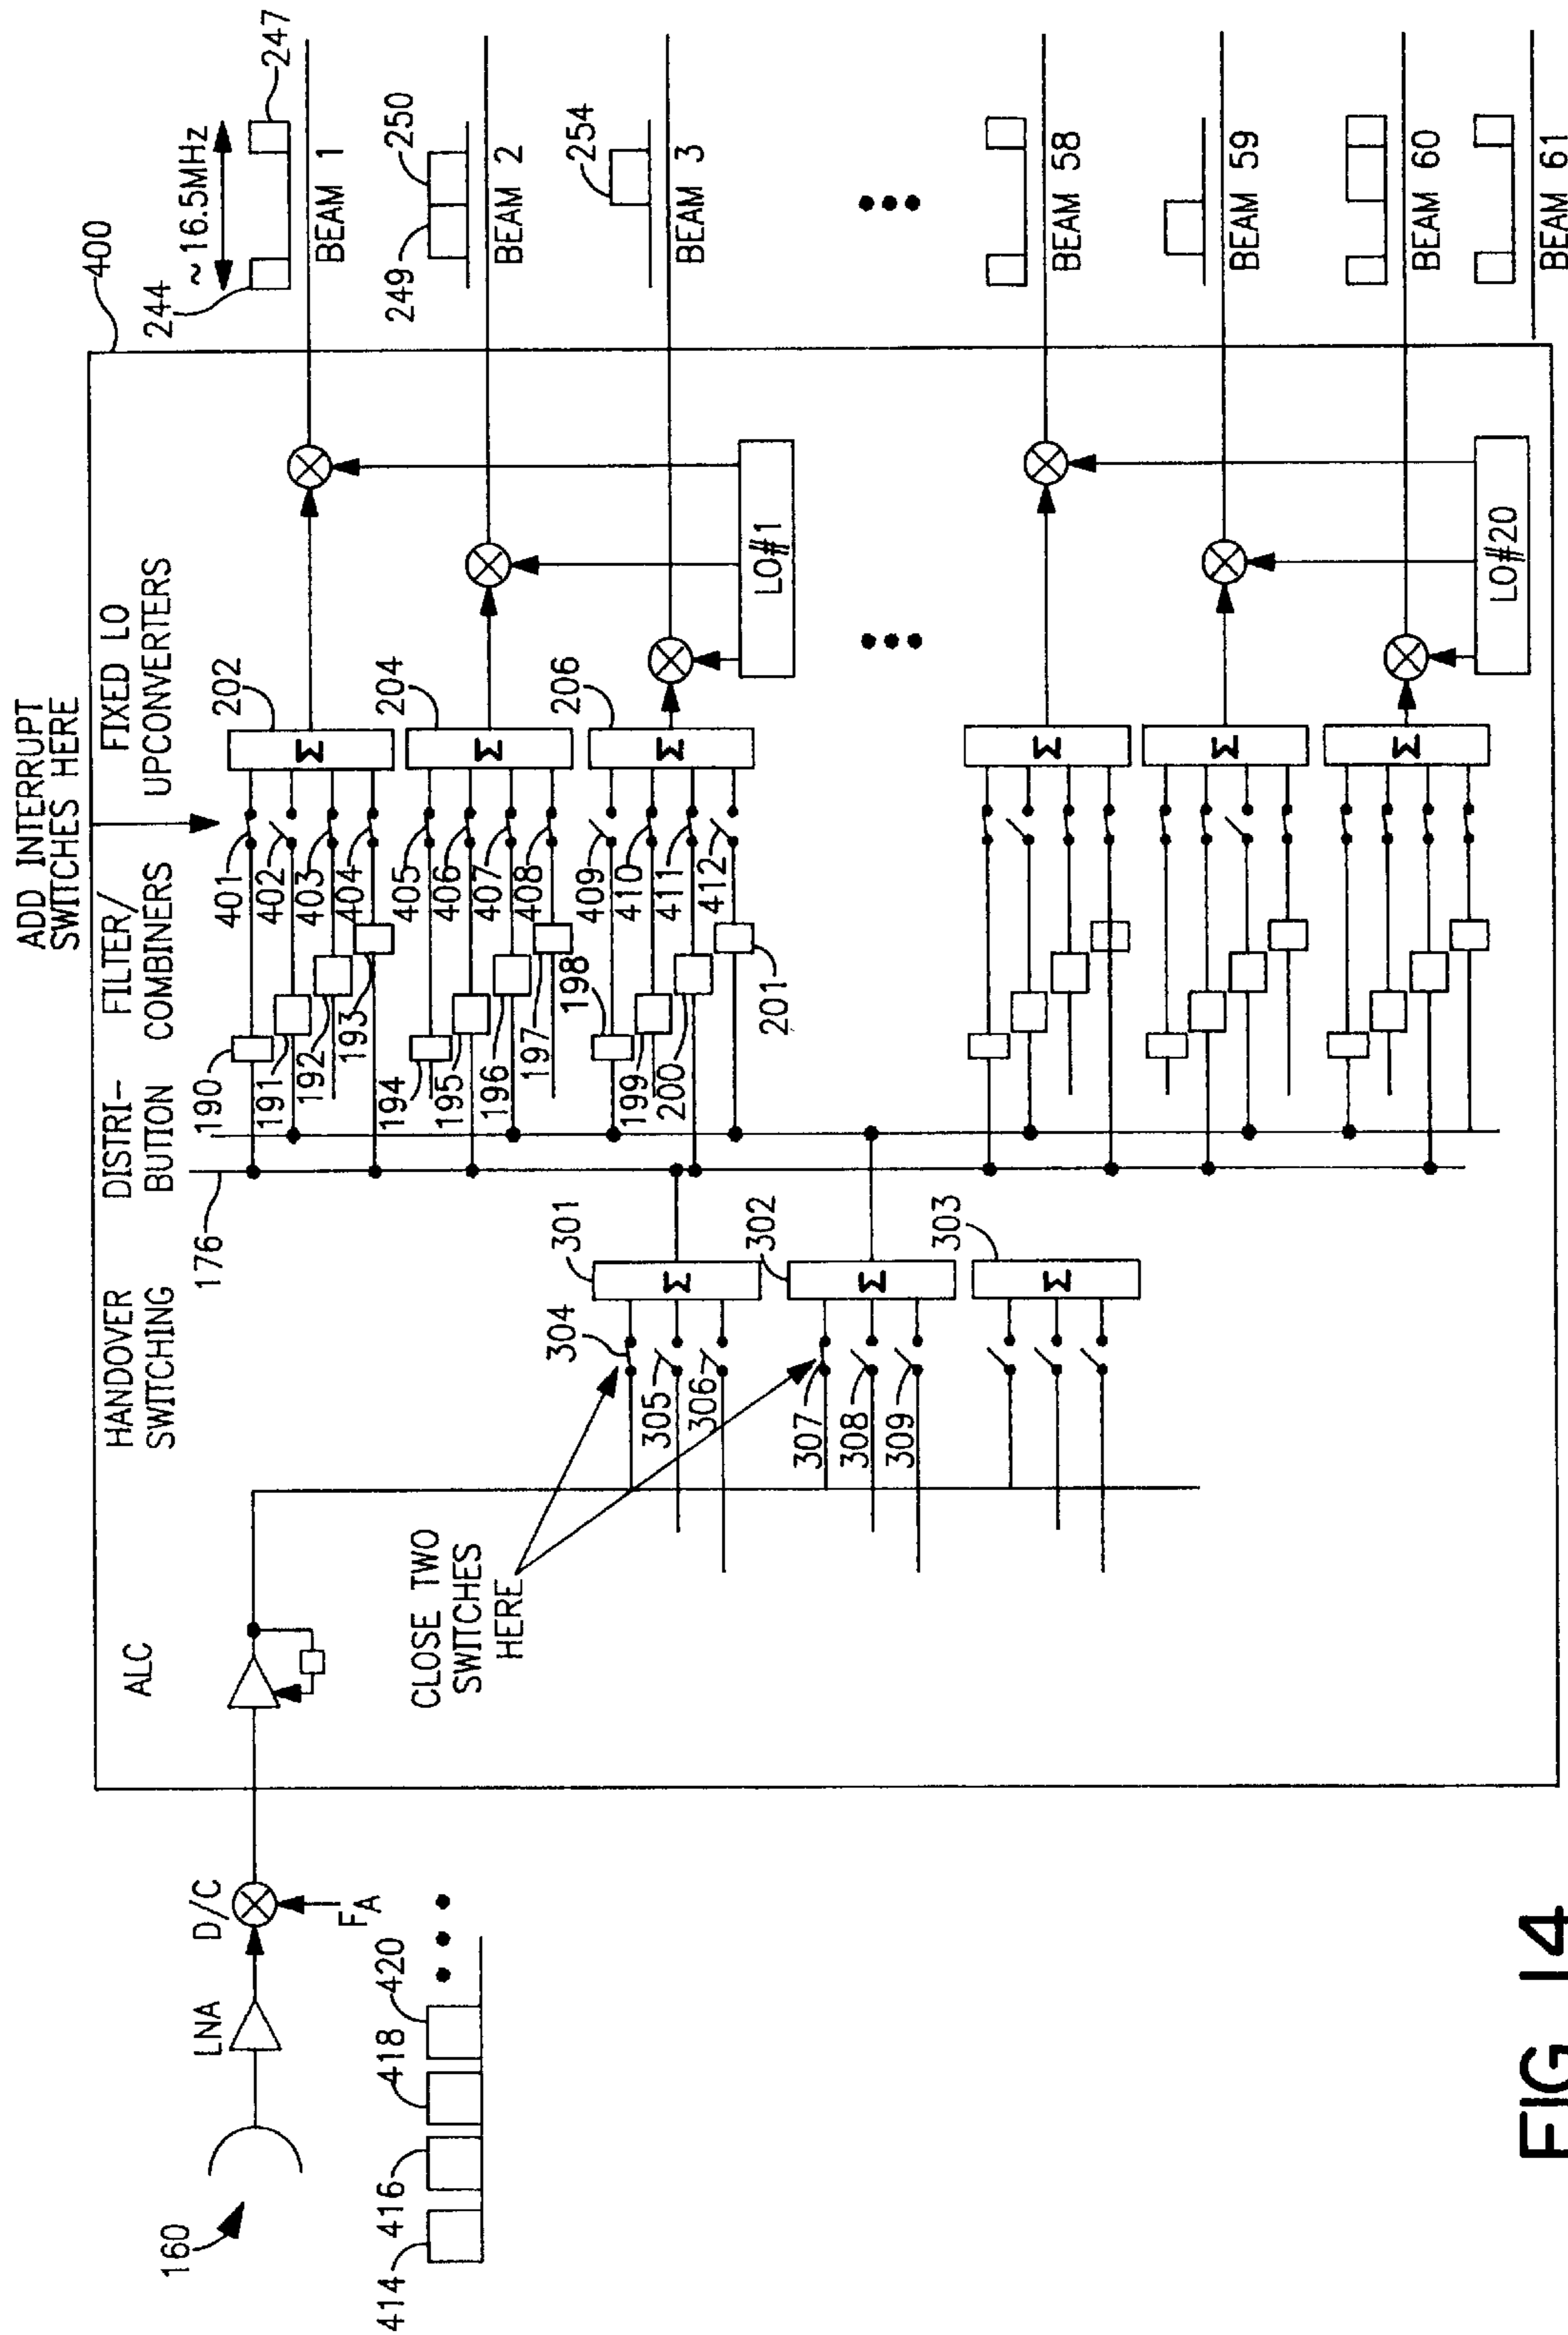 ADD INTERRUPT
SWITCHES HERE
400
ALC
HANDOVER
SWITCHING
DISTRI-
BUTION
FILTER/
COMBINERS
FIXED LO
UPCONVERTERS
160
LNA
D/C
FA
414
416
418
420
CLOSE TWO
SWITCHES
HERE
176
301
302
303
304
305
306
307
308
309
Σ
Σ
Σ
190
191
192
193
194
195
196
197
198
199
200
201
401
402
403
404
405
406
407
408
409
410
411
412
202
204
206
Σ
Σ
Σ
Σ
Σ
Σ
LO#1
LO#20
244
~16.5MHz
247
BEAM 1
249
250
BEAM 2
254
BEAM 3
BEAM 58
BEAM 59
BEAM 60
BEAM 61
FIG. 14